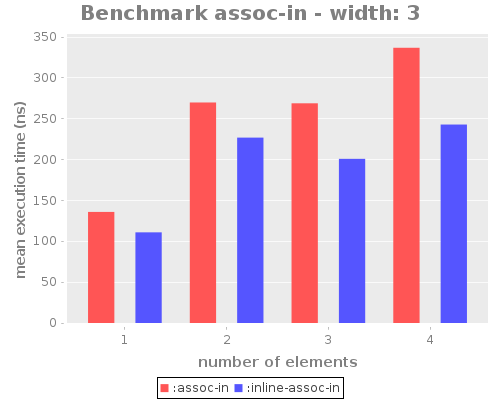 Benchmark assoc-in - width: 3
mean execution time (ns)
350
300
250
200
150
100
50
0
1 2 3 4
number of elements
:assoc-in :inline-assoc-in